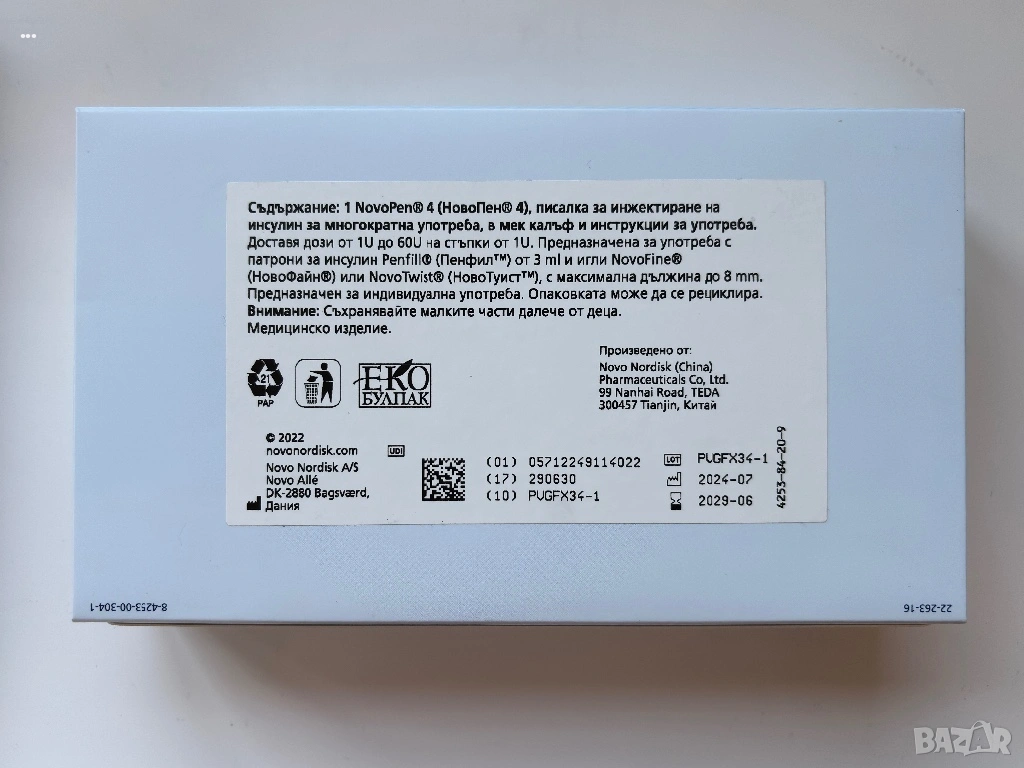 Съдържание: 1 NovoPen® 4 (НовоПен® 4), писалка за инжектиране на
инсулин за многократна употреба, в мек калъф и инструкции за употреба.
Доставя дози от 1U до 60U на стъпки от 1U. Предназначена за употреба с
патрони за инсулин Penfill® (Пенфил™) от 3 ml и игли NovoFine®
(НовоФайн®) или NovoTwist® (НовоТуист™), с максимална дължина до 8 mm.
Предназначен за индивидуална употреба. Опаковката може да се рециклира.
Внимание: Съхранявайте малките части далече от деца.
Медицинско изделие.
21
PAP
ЕКО
БУЛПАК
Произведено от:
Novo Nordisk (China)
Pharmaceuticals Co, Ltd.
99 Nanhai Road, TEDA
300457 Tianjin, Китай
© 2022
novonordisk.com
Novo Nordisk A/S
Novo Allé
DK-2880 Bagsværd,
Дания
UDI
(01) 05712249114022
(17) 290630
(10) PVGFX34-1
LOT PVGFX34-1
2024-07
2029-06
4253-84-20-9
8-4253-00-304-1
22-263-16
BAZAR